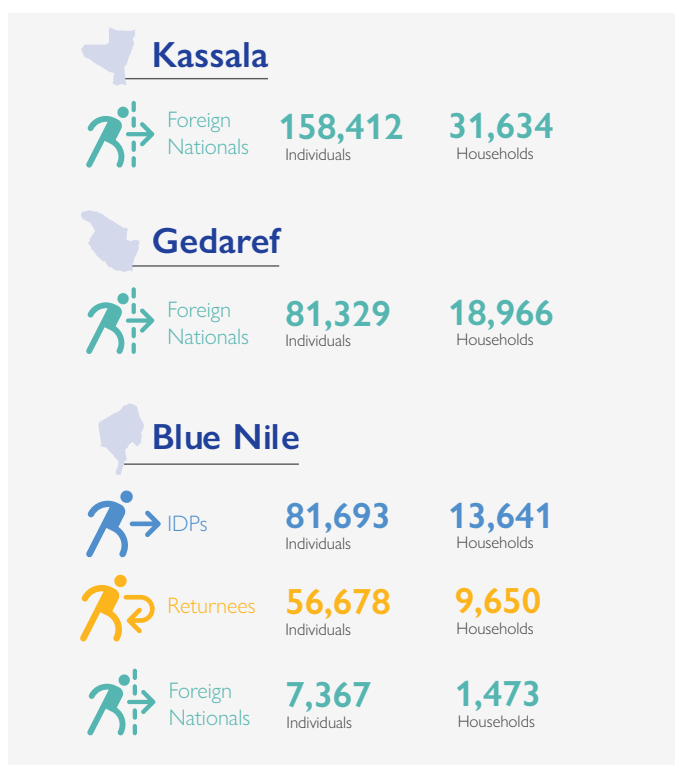 Kassala
Foreign
Nationals
158,412
Individuals
31,634
Households
Gedaref
Foreign
Nationals
81,329
Individuals
18,966
Households
Blue Nile
IDPs
81,693
Individuals
13,641
Households
Returnees
56,678
Individuals
9,650
Households
Foreign
Nationals
7,367
Individuals
1,473
Households